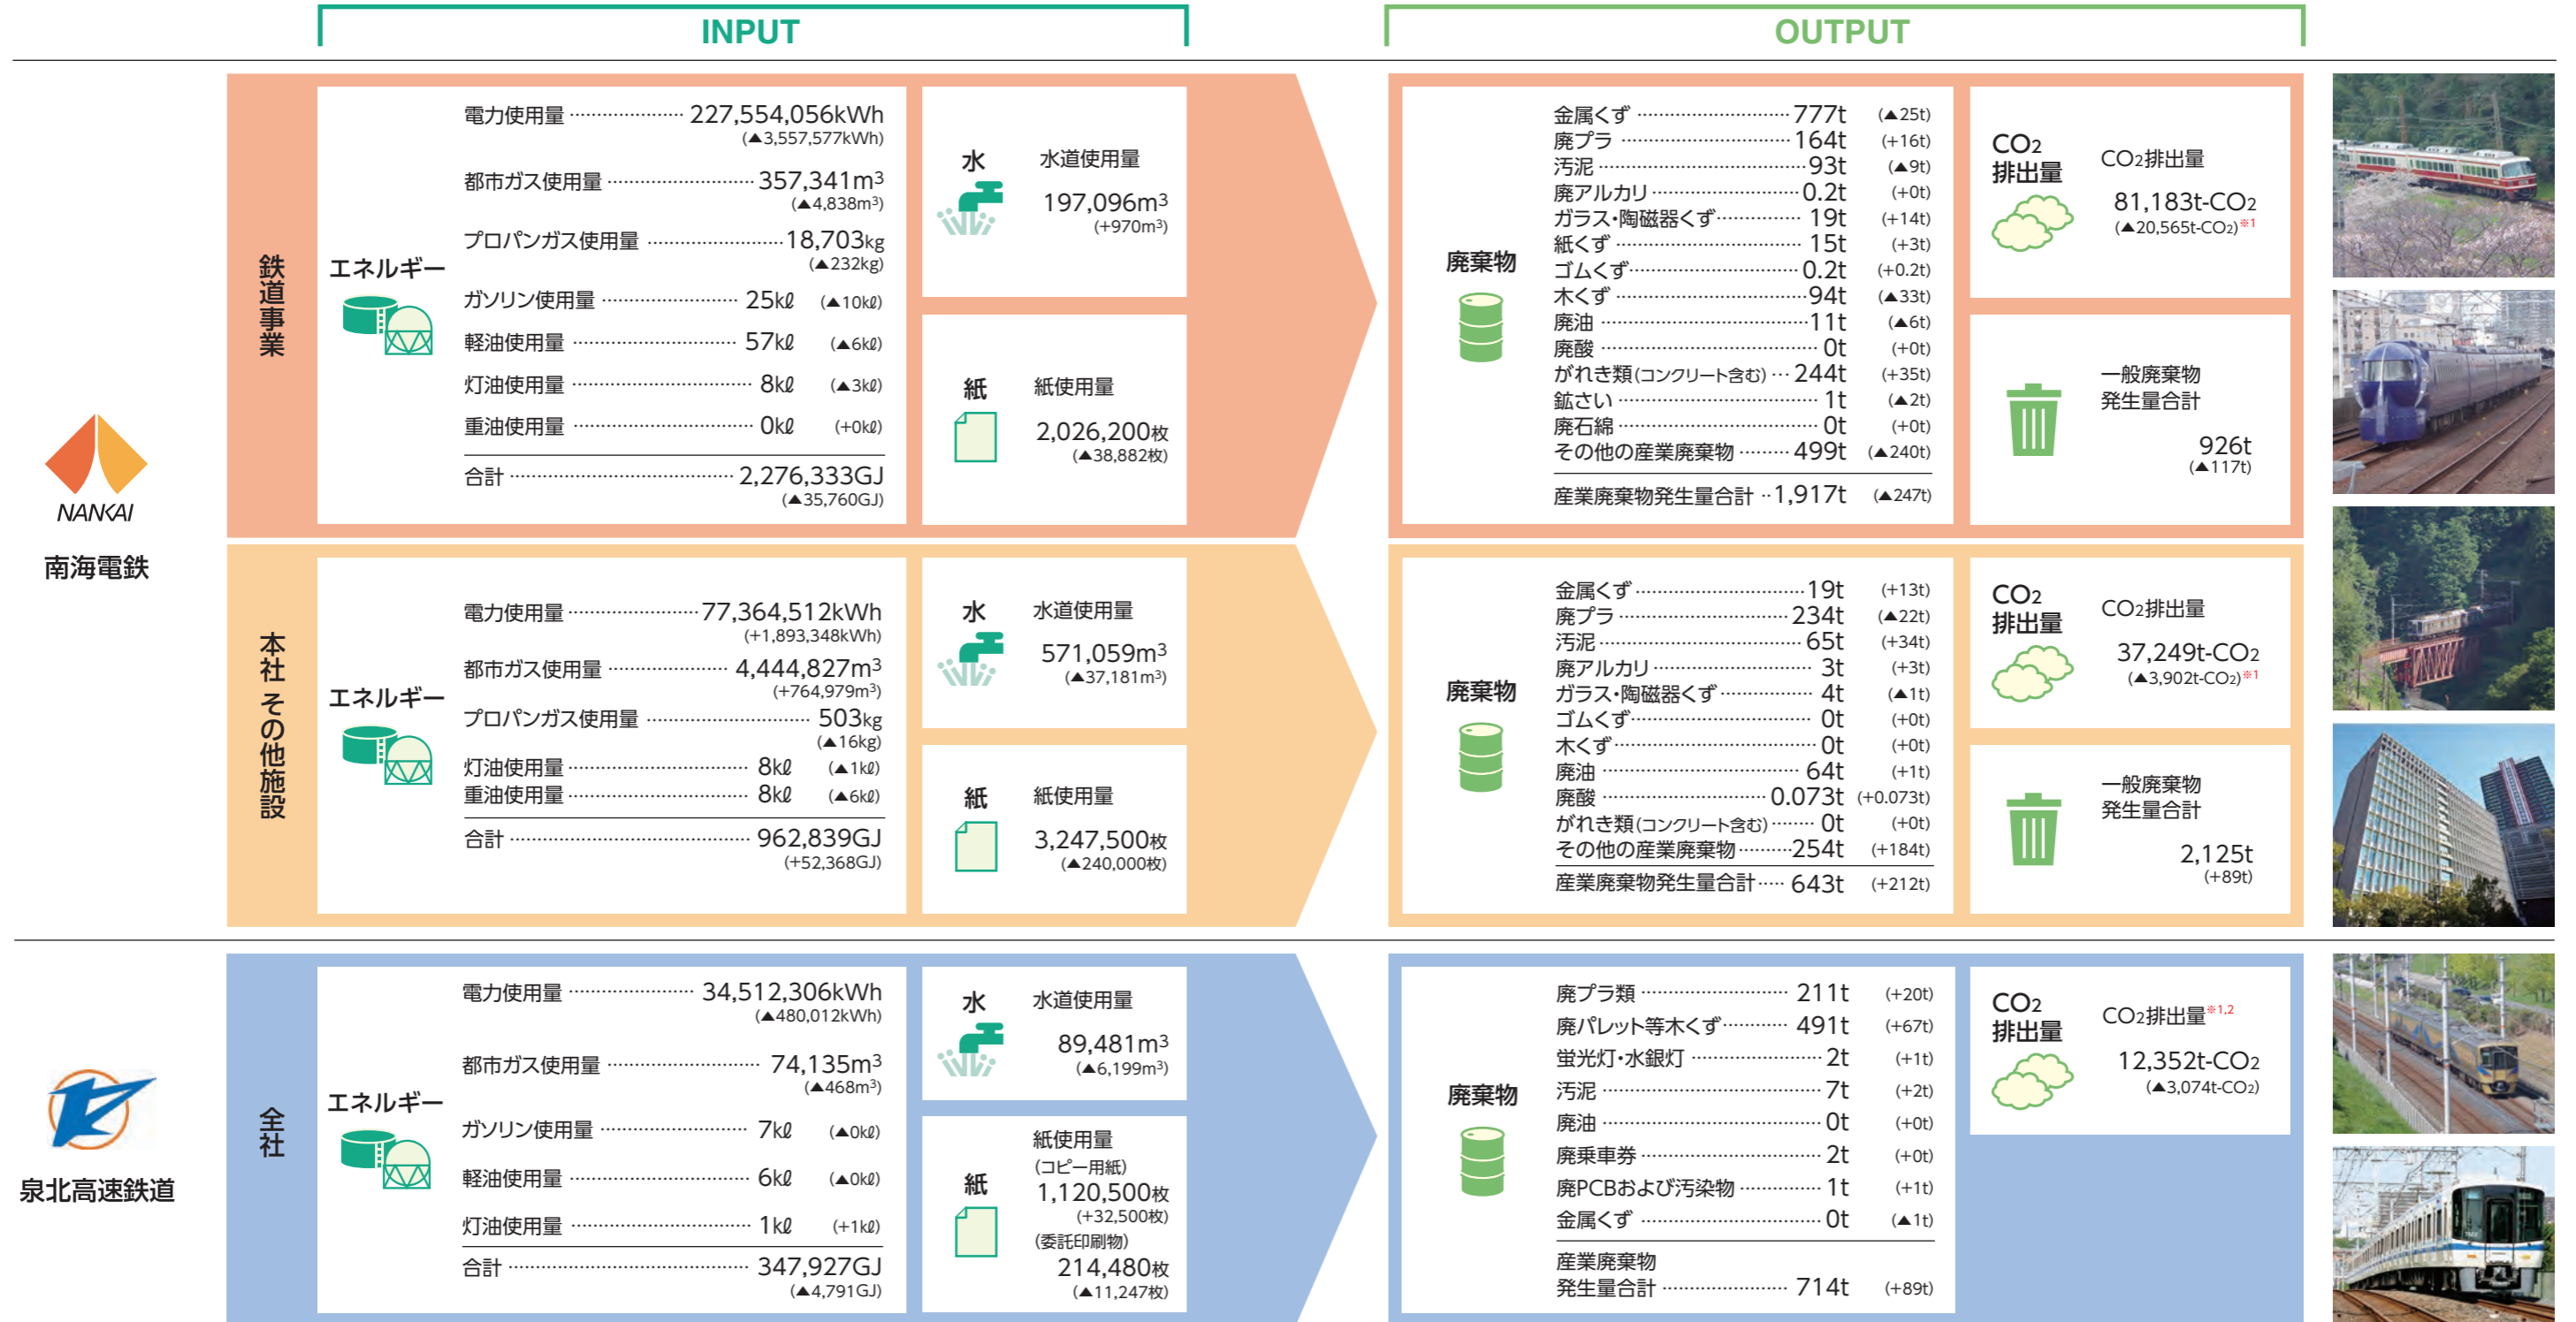 INPUT
OUTPUT
NANKAI
南海電鉄
鉄道事業
エネルギー
電力使用量 ………………… 227,554,056kWh
(▲3,557,577kWh)
都市ガス使用量 ………………… 357,341m³
(▲4,838m³)
プロパンガス使用量 ………………… 18,703kg
(▲232kg)
ガソリン使用量 ………………… 25kℓ (▲10kℓ)
軽油使用量 ………………… 57kℓ (▲6kℓ)
灯油使用量 ………………… 8kℓ (▲3kℓ)
重油使用量 ………………… 0kℓ (+0kℓ)
合計 ………………… 2,276,333GJ
(▲35,760GJ)
水
水道使用量
197,096m³
(+970m³)
紙
紙使用量
2,026,200枚
(▲38,882枚)
廃棄物
金属くず ………………… 777t (▲25t)
廃プラ ………………… 164t (+16t)
汚泥 ………………… 93t (▲9t)
廃アルカリ ………………… 0.2t (+0t)
ガラス・陶磁器くず ………………… 19t (+14t)
紙くず ………………… 15t (+3t)
ゴムくず ………………… 0.2t (+0.2t)
木くず ………………… 94t (▲33t)
廃油 ………………… 11t (▲6t)
廃酸 ………………… 0t (+0t)
がれき類(コンクリート含む) … 244t (+35t)
鉱さい ………………… 1t (▲2t)
廃石綿 ………………… 0t (+0t)
その他の産業廃棄物 ……… 499t (▲240t)
産業廃棄物発生量合計 ‥1,917t (▲247t)
CO2
排出量
CO2排出量
81,183t-CO2
(▲20,565t-CO2)※1
一般廃棄物
発生量合計
926t
(▲117t)
本社 その他施設
エネルギー
電力使用量 ………………… 77,364,512kWh
(+1,893,348kWh)
都市ガス使用量 ………………… 4,444,827m³
(+764,979m³)
プロパンガス使用量 ………………… 503kg
(▲16kg)
灯油使用量 ………………… 8kℓ (▲1kℓ)
重油使用量 ………………… 8kℓ (▲6kℓ)
合計 ………………… 962,839GJ
(+52,368GJ)
水
水道使用量
571,059m³
(▲37,181m³)
紙
紙使用量
3,247,500枚
(▲240,000枚)
廃棄物
金属くず ………………… 19t (+13t)
廃プラ ………………… 234t (▲22t)
汚泥 ………………… 65t (+34t)
廃アルカリ ………………… 3t (+3t)
ガラス・陶磁器くず ………………… 4t (▲1t)
ゴムくず ………………… 0t (+0t)
木くず ………………… 0t (+0t)
廃油 ………………… 64t (+1t)
廃酸 ………………… 0.073t (+0.073t)
がれき類(コンクリート含む) ……… 0t (+0t)
その他の産業廃棄物 ……… 254t (+184t)
産業廃棄物発生量合計 ‥‥ 643t (+212t)
CO2
排出量
CO2排出量
37,249t-CO2
(▲3,902t-CO2)※1
一般廃棄物
発生量合計
2,125t
(+89t)
泉北高速鉄道
全社
エネルギー
電力使用量 ………………… 34,512,306kWh
(▲480,012kWh)
都市ガス使用量 ………………… 74,135m³
(▲468m³)
ガソリン使用量 ………………… 7kℓ (▲0kℓ)
軽油使用量 ………………… 6kℓ (▲0kℓ)
灯油使用量 ………………… 1kℓ (+1kℓ)
合計 ………………… 347,927GJ
(▲4,791GJ)
水
水道使用量
89,481m³
(▲6,199m³)
紙
紙使用量
(コピー用紙)
1,120,500枚
(+32,500枚)
(委託印刷物)
214,480枚
(▲11,247枚)
廃棄物
廃プラ類 ………………… 211t (+20t)
廃パレット等木くず ………… 491t (+67t)
蛍光灯・水銀灯 ………………… 2t (+1t)
汚泥 ………………… 7t (+2t)
廃油 ………………… 0t (+0t)
廃乗車券 ………………… 2t (+0t)
廃PCBおよび汚染物 ………… 1t (+1t)
金属くず ………………… 0t (▲1t)
産業廃棄物
発生量合計 ………………… 714t (+89t)
CO2
排出量
CO2排出量※1,2
12,352t-CO2
(▲3,074t-CO2)